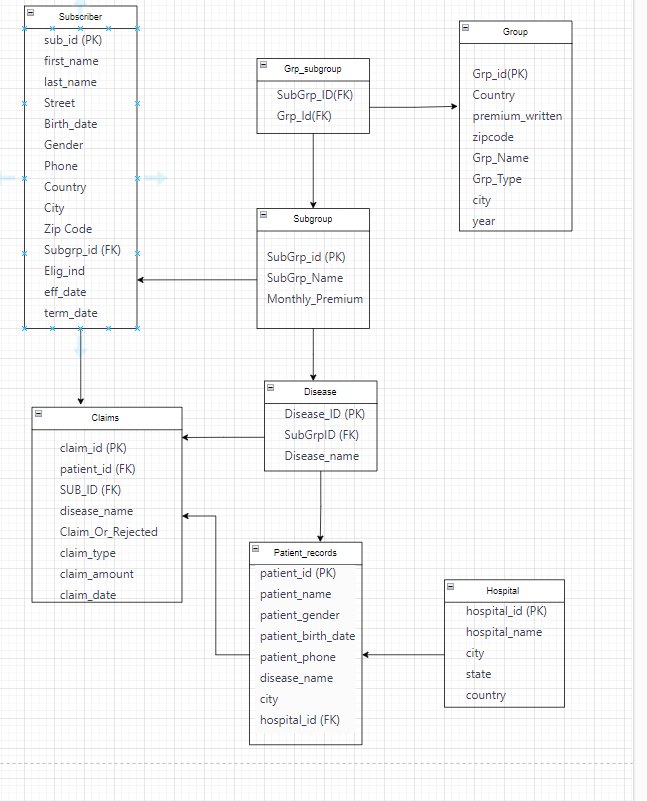 Subscriber
sub_id (PK)
first_name
last_name
Street
Birth_date
Gender
Phone
Country
City
Zip Code
Subgrp_id (FK)
Elig_ind
eff_date
term_date
Grp_subgroup
SubGrp_ID(FK)
Grp_Id(FK)
Group
Grp_id(PK)
Country
premium_written
zipcode
Grp_Name
Grp_Type
city
year
Subgroup
SubGrp_id (PK)
SubGrp_Name
Monthly_Premium
Disease
Disease_ID (PK)
SubGrpID (FK)
Disease_name
Claims
claim_id (PK)
patient_id (FK)
SUB_ID (FK)
disease_name
Claim_Or_Rejected
claim_type
claim_amount
claim_date
Patient_records
patient_id (PK)
patient_name
patient_gender
patient_birth_date
patient_phone
disease_name
city
hospital_id (FK)
Hospital
hospital_id (PK)
hospital_name
city
state
country